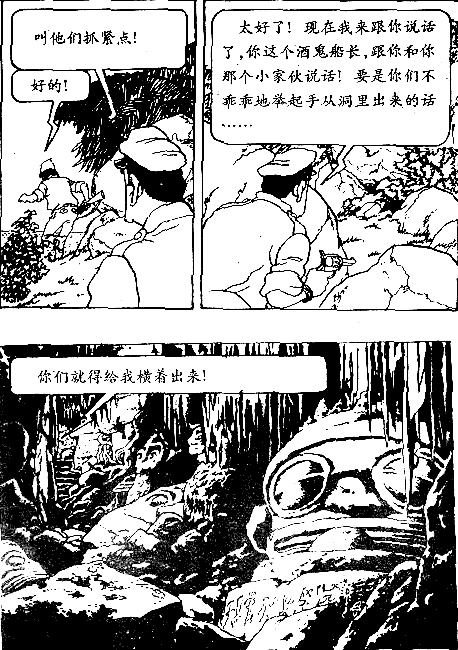 叫他们抓紧点!
好的!
太好了! 现在我来跟你说话
了,你这个酒鬼船长,跟你和你
那个小家伙说话! 要是你们不
乖乖地举起手从洞里出来的话
……
你们就得给我横着出来!